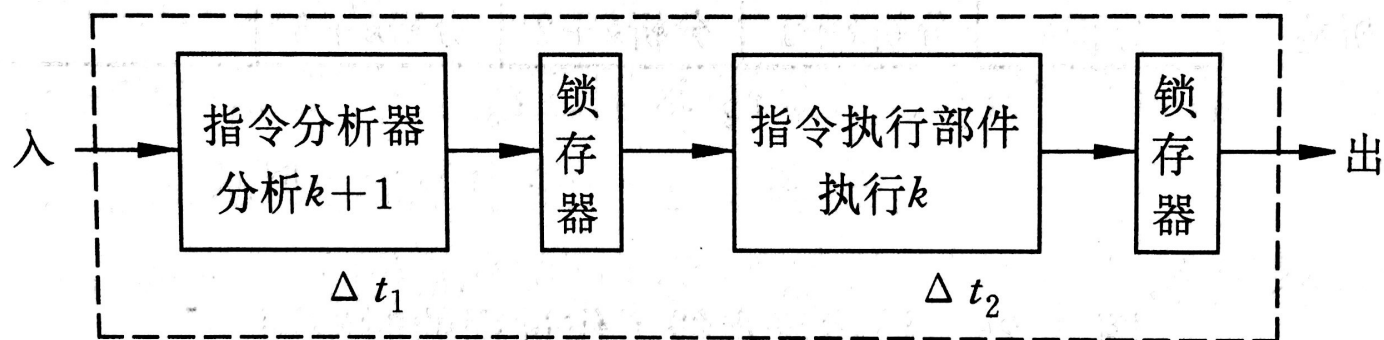 入
指令分析器
分析k+1
锁存器
指令执行部件
执行k
锁存器
出
Δ t₁
Δ t₂